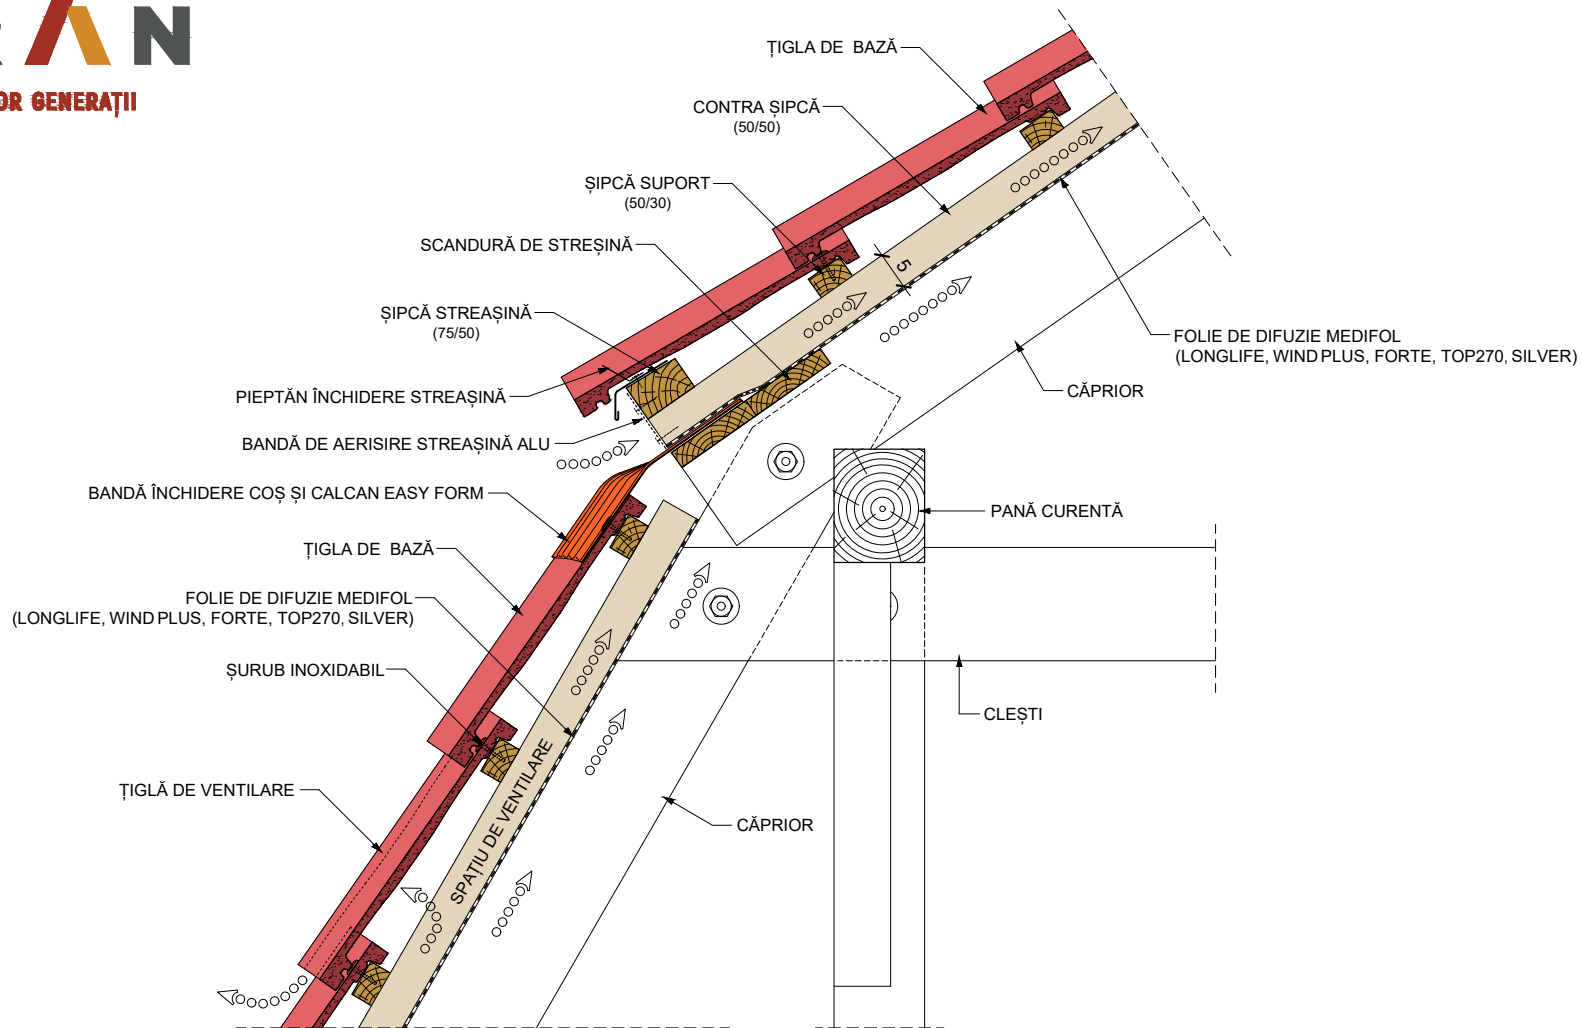 RAN
OR GENERAȚII
ȚIGLA DE BAZĂ
CONTRA ȘIPCĂ
(50/50)
ȘIPCĂ SUPORT
(50/30)
SCANDURĂ DE STREȘINĂ
ȘIPCĂ STREAȘINĂ
(75/50)
PIEPTĂN ÎNCHIDERE STREAȘINĂ
BANDĂ DE AERISIRE STREAȘINĂ ALU
BANDĂ ÎNCHIDERE COȘ ȘI CALCAN EASY FORM
ȚIGLA DE BAZĂ
FOLIE DE DIFUZIE MEDIFOL
(LONGLIFE, WIND PLUS, FORTE, TOP270, SILVER)
ȘURUB INOXIDABIL
ȚIGLĂ DE VENTILARE
SPAȚIU DE VENTILARE
5
FOLIE DE DIFUZIE MEDIFOL
(LONGLIFE, WIND PLUS, FORTE, TOP270, SILVER)
CĂPRIOR
PANĂ CURENTĂ
CLEȘTI
CĂPRIOR